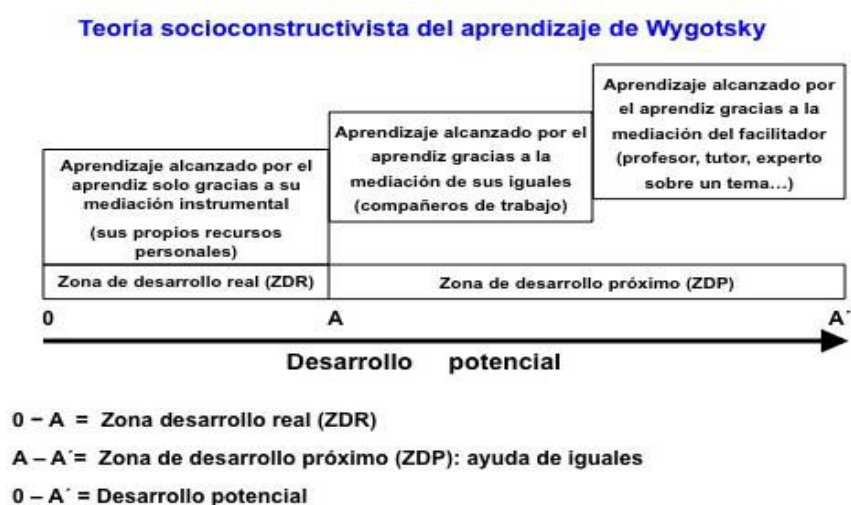 Teoría socioconstructivista del aprendizaje de Wygotsky
Aprendizaje alcanzado por el
aprendiz solo gracias a su
mediación instrumental
(sus propios recursos
personales)
Aprendizaje alcanzado por el
aprendiz gracias a la
mediación de sus iguales
(compañeros de trabajo)
Aprendizaje alcanzado por
el aprendiz gracias a la
mediación del facilitador
(profesor, tutor, experto
sobre un tema...)
Zona de desarrollo real (ZDR)
Zona de desarrollo próximo (ZDP)
0
A
A´
Desarrollo potencial
0 – A = Zona desarrollo real (ZDR)
A – A´= Zona de desarrollo próximo (ZDP): ayuda de iguales
0 – A´ = Desarrollo potencial